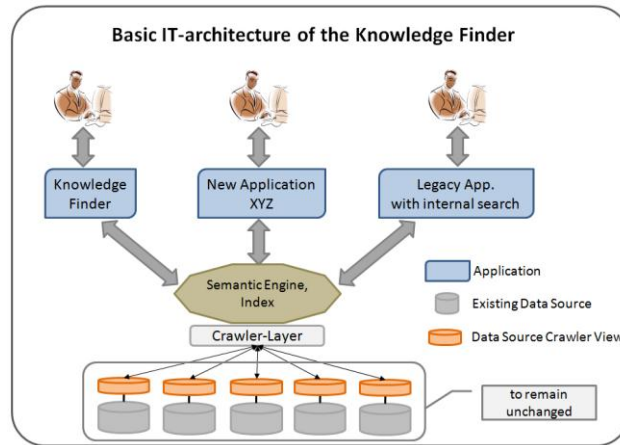 Basic IT-architecture of the Knowledge Finder
Knowledge
Finder
New Application
XYZ
Legacy App.
with internal search
Semantic Engine,
Index
Crawler-Layer
Application
Existing Data Source
Data Source Crawler View
to remain
unchanged